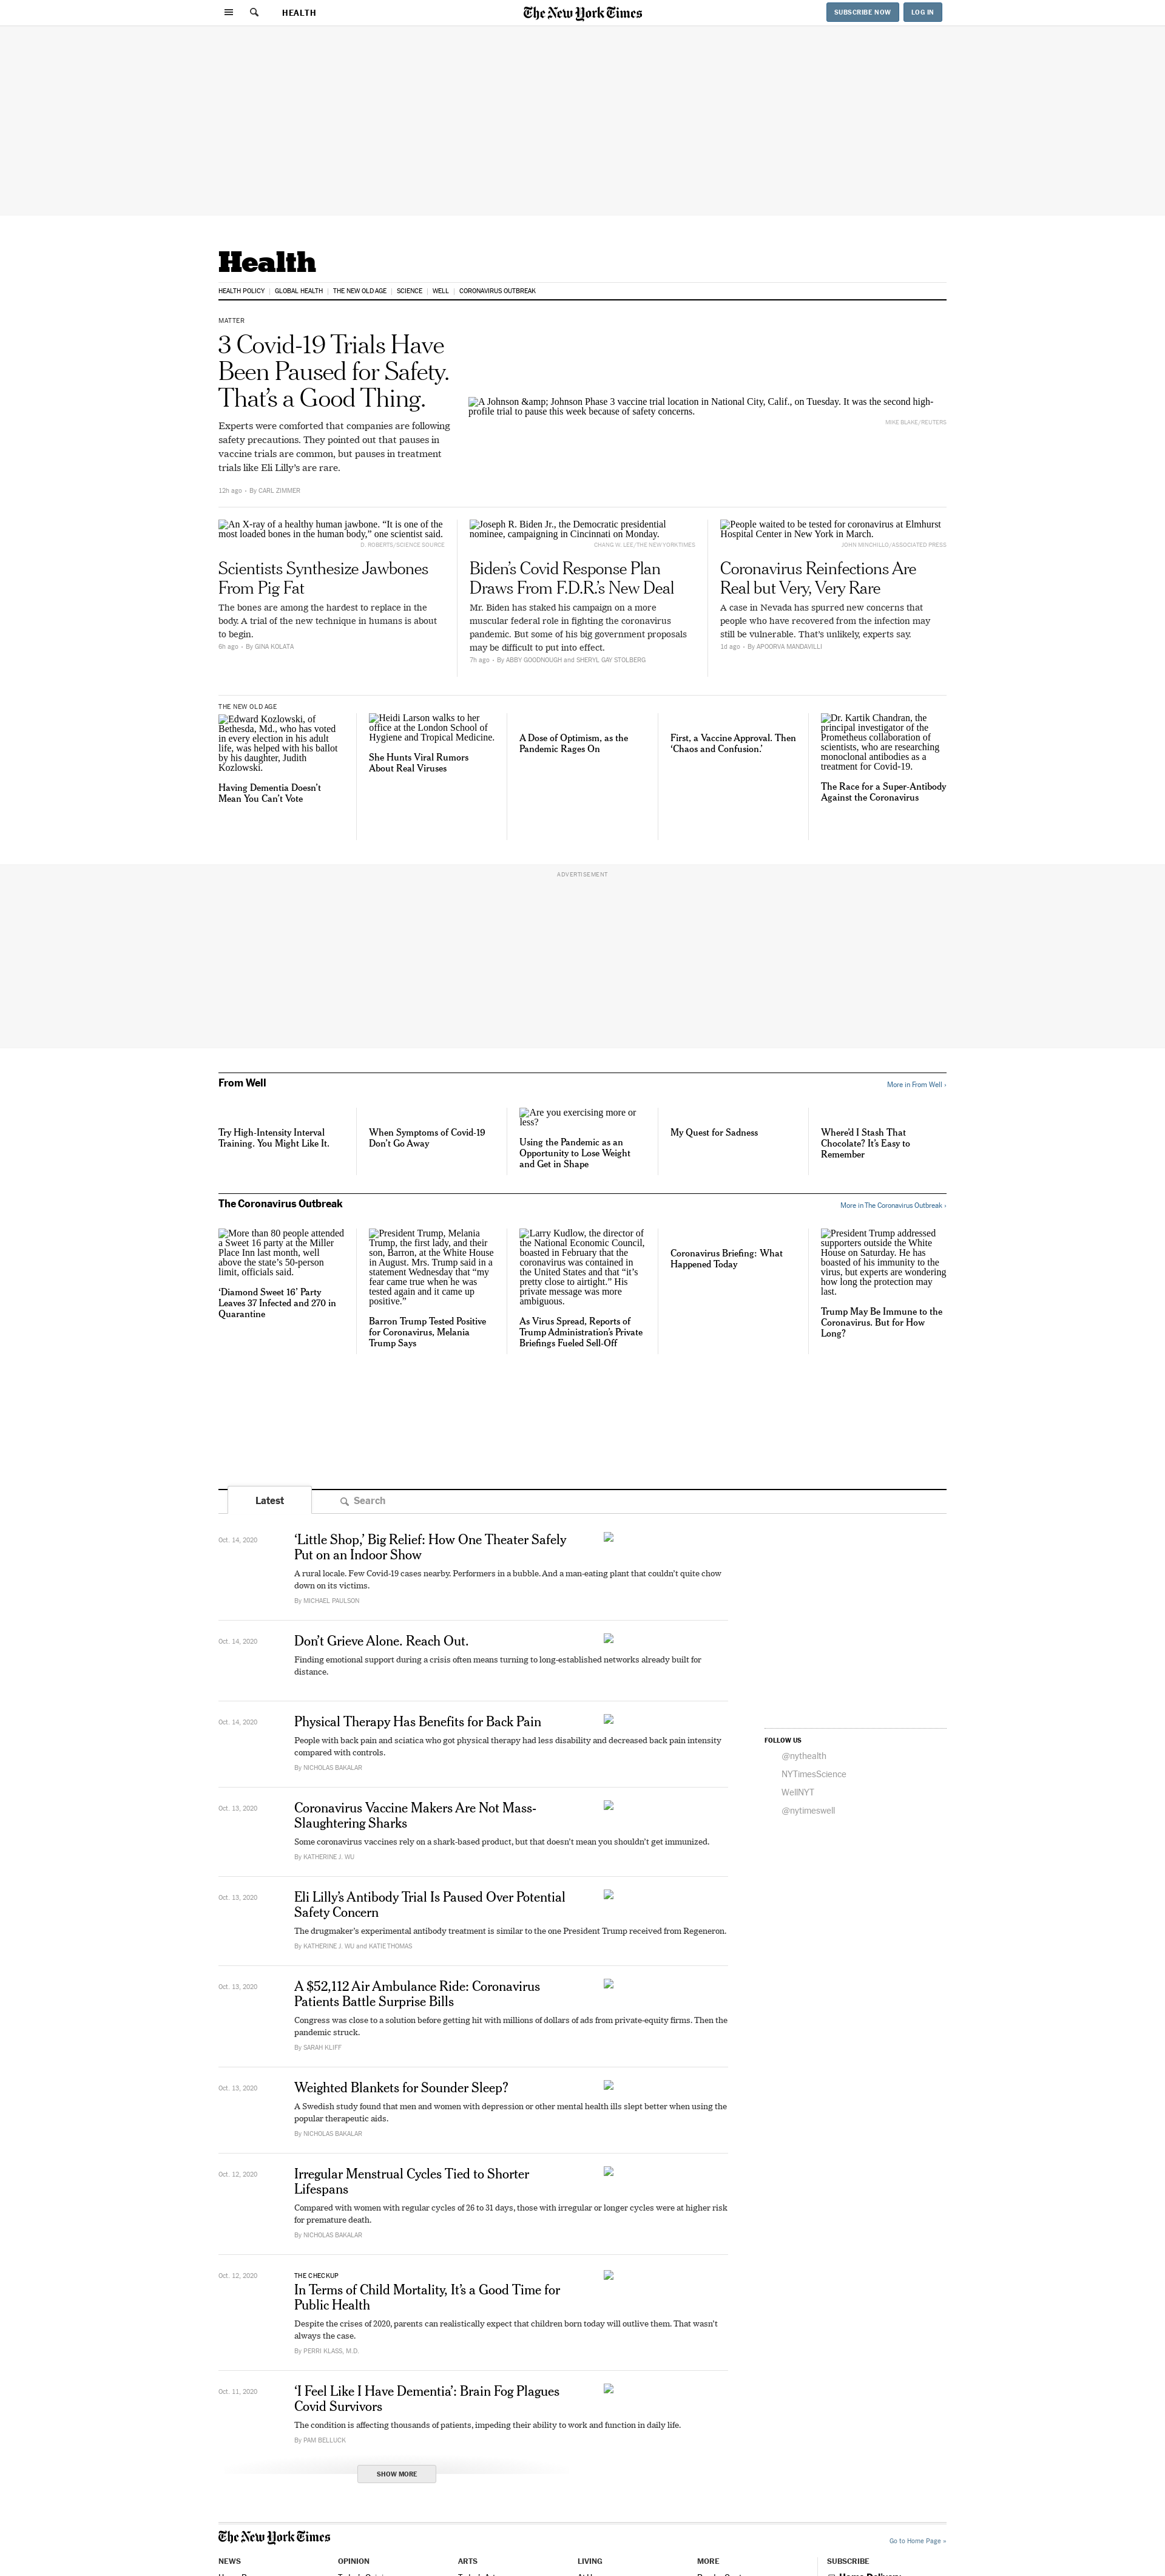 HEALTH
The New York Times
SUBSCRIBE NOW
LOG IN
Health
HEALTH POLICY
GLOBAL HEALTH
THE NEW OLD AGE
SCIENCE
WELL
CORONAVIRUS OUTBREAK
MATTER
3 Covid-19 Trials Have
Been Paused for Safety.
That's a Good Thing.
Experts were comforted that companies are following
safety precautions. They pointed out that pauses in
vaccine trials are common, but pauses in treatment
trials like Eli Lilly's are rare.
12h ago • By CARL ZIMMER
A Johnson &amp; Johnson Phase 3 vaccine trial location in National City, Calif., on Tuesday. It was the second high-
profile trial to pause this week because of safety concerns.
MIKE BLAKE/REUTERS
An X-ray of a healthy human jawbone. “It is one of the
most loaded bones in the human body,” one scientist said.
D. ROBERTS/SCIENCE SOURCE
Scientists Synthesize Jawbones
From Pig Fat
The bones are among the hardest to replace in the
body. A trial of the new technique in humans is about
to begin.
6h ago • By GINA KOLATA
Joseph R. Biden Jr., the Democratic presidential
nominee, campaigning in Cincinnati on Monday.
CHANG W. LEE/THE NEW YORK TIMES
Biden's Covid Response Plan
Draws From F.D.R.'s New Deal
Mr. Biden has staked his campaign on a more
muscular federal role in fighting the coronavirus
pandemic. But some of his big government proposals
may be difficult to put into effect.
7h ago • By ABBY GOODNOUGH and SHERYL GAY STOLBERG
People waited to be tested for coronavirus at Elmhurst
Hospital Center in New York in March.
JOHN MINCHILLO/ASSOCIATED PRESS
Coronavirus Reinfections Are
Real but Very, Very Rare
A case in Nevada has spurred new concerns that
people who have recovered from the infection may
still be vulnerable. That's unlikely, experts say.
1d ago • By APOORVA MANDAVILLI
THE NEW OLD AGE
Edward Kozlowski, of
Bethesda, Md., who has voted
in every election in his adult
life, was helped with his ballot
by his daughter, Judith
Kozlowski.
Having Dementia Doesn't
Mean You Can't Vote
Heidi Larson walks to her
office at the London School of
Hygiene and Tropical Medicine.
She Hunts Viral Rumors
About Real Viruses
A Dose of Optimism, as the
Pandemic Rages On
First, a Vaccine Approval. Then
‘Chaos and Confusion.’
Dr. Kartik Chandran, the
principal investigator of the
Prometheus collaboration of
scientists, who are researching
monoclonal antibodies as a
treatment for Covid-19.
The Race for a Super-Antibody
Against the Coronavirus
ADVERTISEMENT
From Well
More in From Well ›
Try High-Intensity Interval
Training. You Might Like It.
When Symptoms of Covid-19
Don't Go Away
Are you exercising more or
less?
Using the Pandemic as an
Opportunity to Lose Weight
and Get in Shape
My Quest for Sadness
Where'd I Stash That
Chocolate? It's Easy to
Remember
The Coronavirus Outbreak
More in The Coronavirus Outbreak ›
More than 80 people attended
a Sweet 16 party at the Miller
Place Inn last month, well
above the state's 50-person
limit, officials said.
‘Diamond Sweet 16’ Party
Leaves 37 Infected and 270 in
Quarantine
President Trump, Melania
Trump, the first lady, and their
son, Barron, at the White House
in August. Mrs. Trump said in a
statement Wednesday that “my
fear came true when he was
tested again and it came up
positive.”
Barron Trump Tested Positive
for Coronavirus, Melania
Trump Says
Larry Kudlow, the director of
the National Economic Council,
boasted in February that the
coronavirus was contained in
the United States and that “it's
pretty close to airtight.” His
private message was more
ambiguous.
As Virus Spread, Reports of
Trump Administration's Private
Briefings Fueled Sell-Off
Coronavirus Briefing: What
Happened Today
President Trump addressed
supporters outside the White
House on Saturday. He has
boasted of his immunity to the
virus, but experts are wondering
how long the protection may
last.
Trump May Be Immune to the
Coronavirus. But for How
Long?
Latest
Search
Oct. 14, 2020
‘Little Shop,’ Big Relief: How One Theater Safely
Put on an Indoor Show
A rural locale. Few Covid-19 cases nearby. Performers in a bubble. And a man-eating plant that couldn't quite chow
down on its victims.
By MICHAEL PAULSON
Oct. 14, 2020
Don't Grieve Alone. Reach Out.
Finding emotional support during a crisis often means turning to long-established networks already built for
distance.
Oct. 14, 2020
Physical Therapy Has Benefits for Back Pain
People with back pain and sciatica who got physical therapy had less disability and decreased back pain intensity
compared with controls.
By NICHOLAS BAKALAR
FOLLOW US
@nythealth
NYTimesScience
WellNYT
@nytimeswell
Oct. 13, 2020
Coronavirus Vaccine Makers Are Not Mass-
Slaughtering Sharks
Some coronavirus vaccines rely on a shark-based product, but that doesn't mean you shouldn't get immunized.
By KATHERINE J. WU
Oct. 13, 2020
Eli Lilly's Antibody Trial Is Paused Over Potential
Safety Concern
The drugmaker's experimental antibody treatment is similar to the one President Trump received from Regeneron.
By KATHERINE J. WU and KATIE THOMAS
Oct. 13, 2020
A $52,112 Air Ambulance Ride: Coronavirus
Patients Battle Surprise Bills
Congress was close to a solution before getting hit with millions of dollars of ads from private-equity firms. Then the
pandemic struck.
By SARAH KLIFF
Oct. 13, 2020
Weighted Blankets for Sounder Sleep?
A Swedish study found that men and women with depression or other mental health ills slept better when using the
popular therapeutic aids.
By NICHOLAS BAKALAR
Oct. 12, 2020
Irregular Menstrual Cycles Tied to Shorter
Lifespans
Compared with women with regular cycles of 26 to 31 days, those with irregular or longer cycles were at higher risk
for premature death.
By NICHOLAS BAKALAR
Oct. 12, 2020
THE CHECKUP
In Terms of Child Mortality, It's a Good Time for
Public Health
Despite the crises of 2020, parents can realistically expect that children born today will outlive them. That wasn't
always the case.
By PERRI KLASS, M.D.
Oct. 11, 2020
‘I Feel Like I Have Dementia’: Brain Fog Plagues
Covid Survivors
The condition is affecting thousands of patients, impeding their ability to work and function in daily life.
By PAM BELLUCK
SHOW MORE
The New York Times
Go to Home Page »
NEWS
OPINION
ARTS
LIVING
MORE
SUBSCRIBE